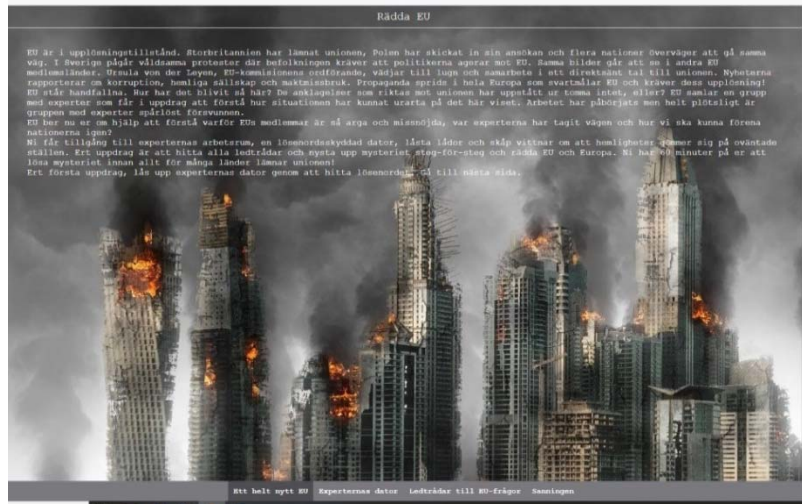 Rädda EU
EU är i upplösningstillstånd. Storbritannien har lämnat unionen, Polen har skickat in sin ansökan och flera nationer överväger att gå samma
väg. I Sverige pågår våldsamma protester där befolkningen kräver att politikerna agerar mot EU. Samma bilder går att se i andra EU
medlemsländer. Ursula von der Leyen, EU-kommisionens ordförande, vädjar till lugn och samarbete i ett direktsänt tal till unionen. Nyheterna
rapporterar om korruption, hemliga sällskap och maktmissbruk. Propaganda sprids i hela Europa som svartmålar EU och kräver dess upplösning!
EU står handfallna. Hur har det blivit så här? De anklagelser som riktas mot unionen har uppstått ur tomma intet, eller? EU samlar en grupp
med experter som får i uppdrag att förstå hur situationen har kunnat urarta på det här viset. Arbetet har påbörjats men helt plötsligt är
gruppen med experter spårlöst försvunnen.
EU ber nu er om hjälp att förstå varför EUs medlemmar är så arga och missnöjda, var experterna har tagit vägen och hur vi ska kunna förena
nationerna igen?
Ni får tillgång till experternas arbetsrum, en lösenordsskyddad dator, låsta lådor och skåp vittnar om att hemligheter gömmer sig på oväntade
ställen. Ert uppdrag är att hitta alla ledtrådar och nysta upp mysteriet steg-för-steg och rädda EU och Europa. Ni har 60 minuter på er att
lösa mysteriet innan allt för många länder lämnar unionen!
Ert första uppdrag, lås upp experternas dator genom att hitta lösenordet. Gå till nästa sida.
Ett helt nytt EU Experternas dator Ledtrådar till EU-frågor Sanningen